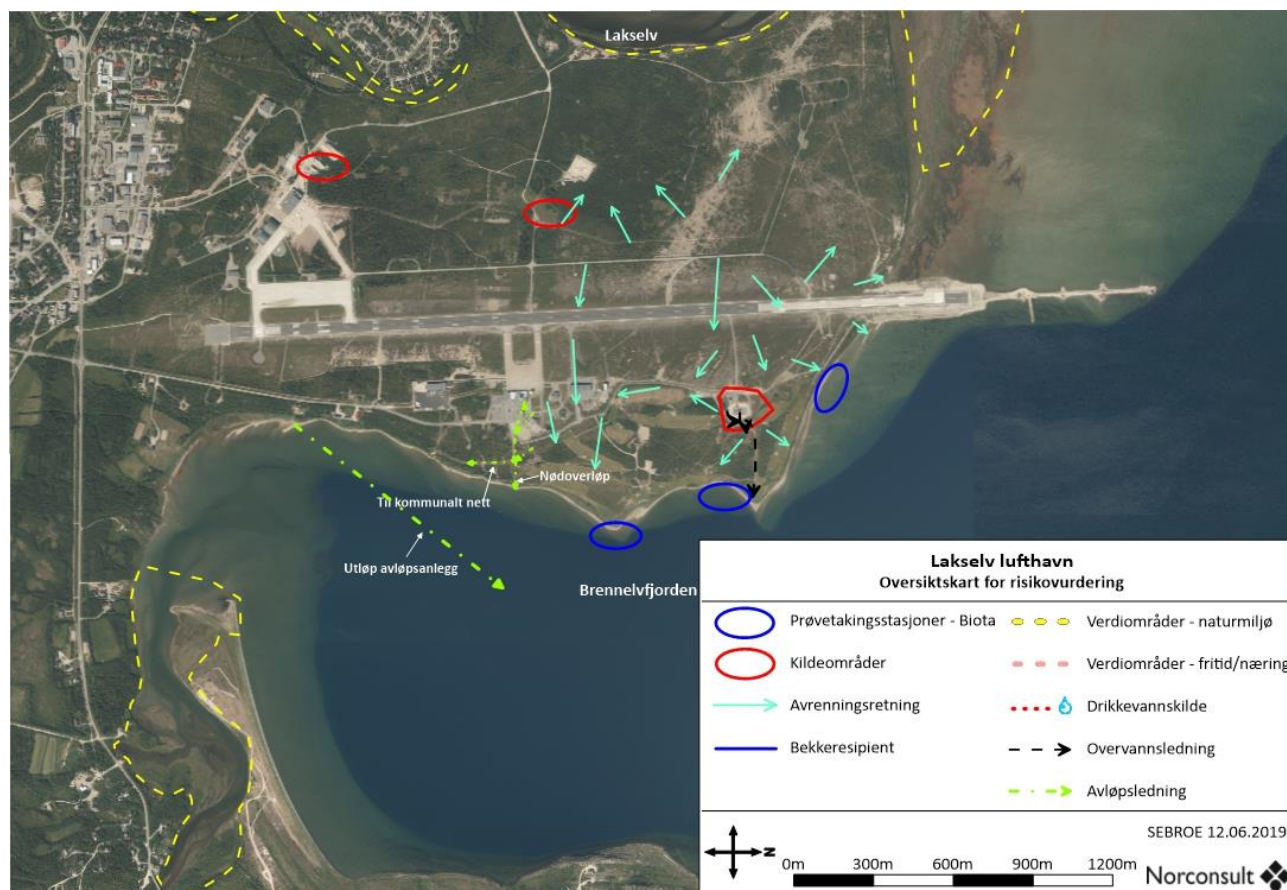 Lakselv
Nødoverløp
Til kommunalt nett
Utløp avløpsanlegg
Brennelvfjorden
Lakselv lufthavn
Oversiktskart for risikovurdering
Prøvetakingsstasjoner - Biota
Verdiområder - naturmiljø
Kildeområder
Verdiområder - fritid/næring
Avrenningsretning
Drikkevannskilde
Bekkeresipient
Overvannsledning
Avløpsledning
SEBROE 12.06.2019
N
0m 300m 600m 900m 1200m
Norconsult